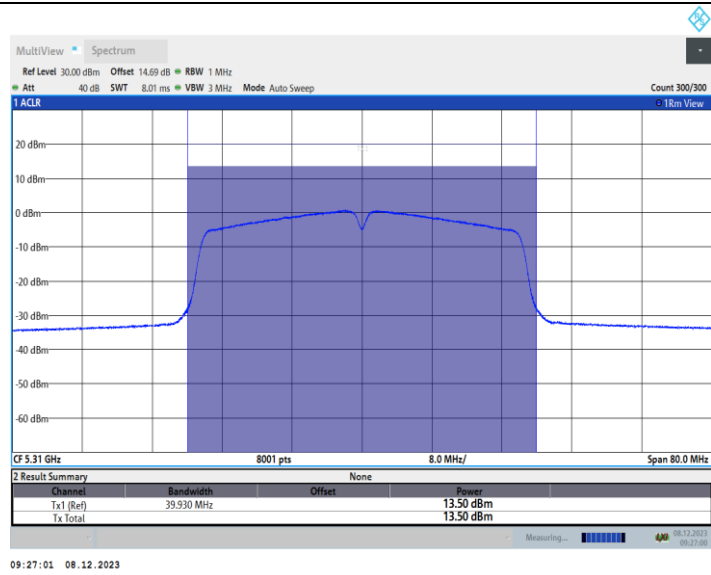 MultiView Spectrum
Ref Level 30.00 dBm Offset 14.69 dB RBW 1 MHz
Att 40 dB SWT 8.01 ms VBW 3 MHz Mode Auto Sweep Count 300/300
1 ACLR 1Rm View
20 dBm
10 dBm
0 dBm
-10 dBm
-20 dBm
-30 dBm
-40 dBm
-50 dBm
-60 dBm
CF 5.31 GHz 8001 pts 8.0 MHz/ Span 80.0 MHz
2 Result Summary None
Channel Bandwidth Offset Power
Tx1 (Ref) 39.930 MHz 13.50 dBm
Tx Total 13.50 dBm
Measuring... 08.12.2023
09:27:00
09:27:01 08.12.2023